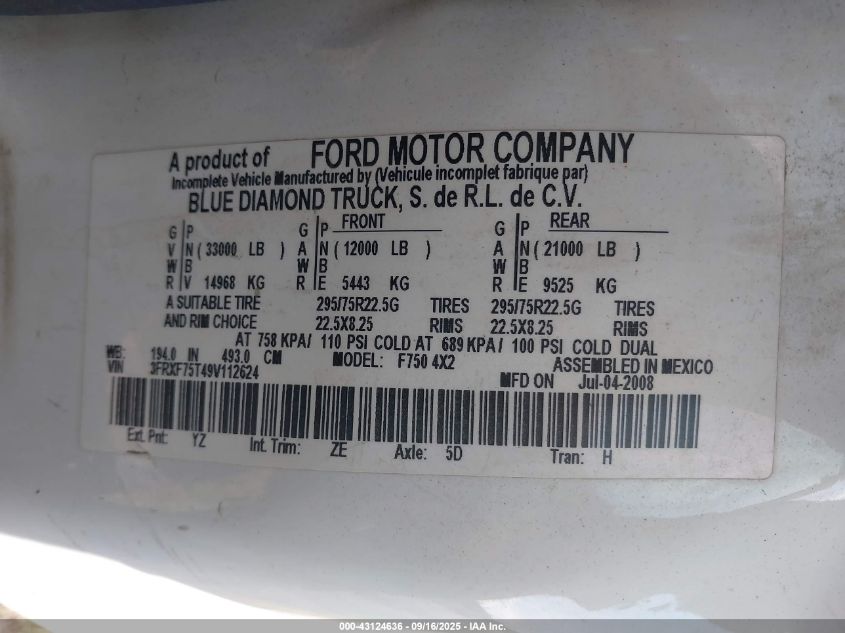 A product of FORD MOTOR COMPANY
Incomplete Vehicle Manufactured by (Vehicule incomplet fabrique par)
BLUE DIAMOND TRUCK, S. de R.L. de C.V.
FRONT REAR
G P G P G P
V N ( 33000 LB ) A N ( 12000 LB ) A N ( 21000 LB )
W B W B W B
R V 14968 KG R E 5443 KG R E 9525 KG
A SUITABLE TIRE 295/75R22.5G TIRES 295/75R22.5G TIRES
AND RIM CHOICE 22.5X8.25 RIMS 22.5X8.25 RIMS
AT 758 KPA/ 110 PSI COLD AT 689 KPA/ 100 PSI COLD DUAL
WB: 194.0 IN 493.0 CM MODEL: F750 4X2 ASSEMBLED IN MEXICO
VIN 3FRXF75T49V112624 MFD ON Jul-04-2008
Ext. Pnt: YZ Int. Trim: ZE Axle: 5D Tran: H
000-43124636 - 09/16/2025 - IAA Inc.